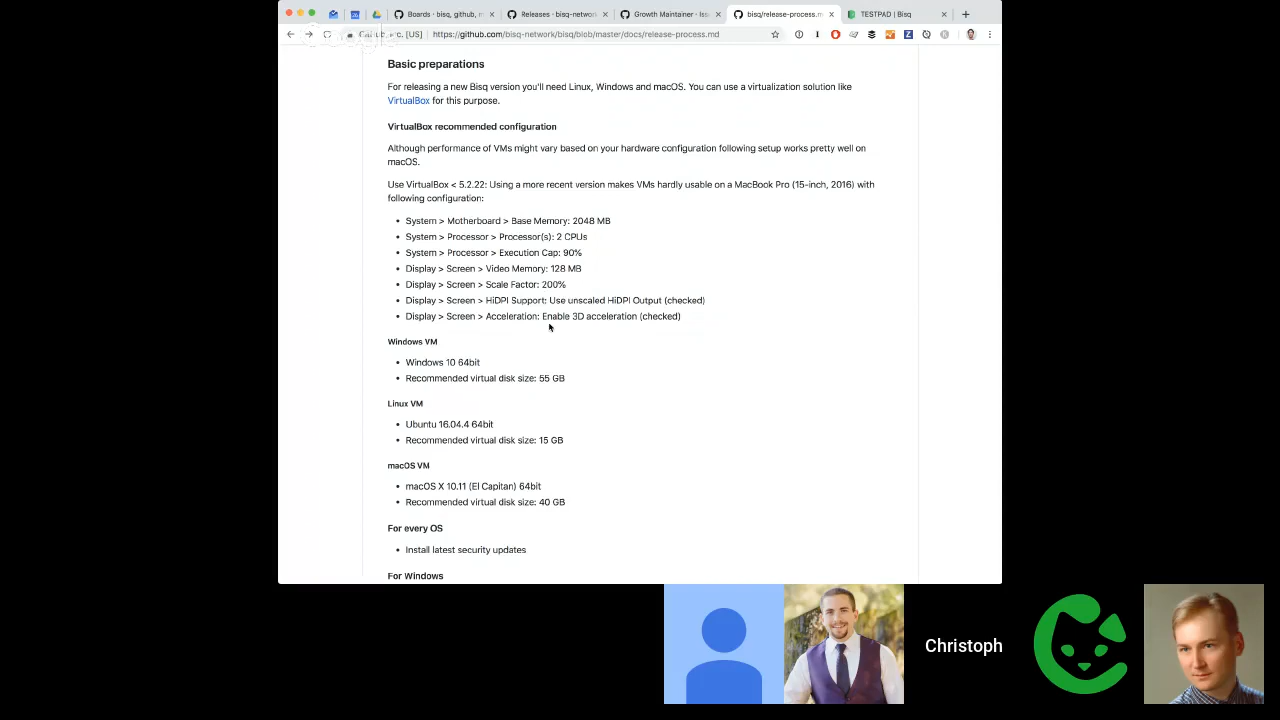 Boards · bisq, github, m
Releases · bisq-networ
Growth Maintainer · Iss
bisq/release-process.m
TESTPAD | Bisq
[US]
https://github.com/bisq-network/bisq/blob/master/docs/release-process.md
Basic preparations
For releasing a new Bisq version you'll need Linux, Windows and macOS. You can use a virtualization solution like
VirtualBox for this purpose.
VirtualBox recommended configuration
Although performance of VMs might vary based on your hardware configuration following setup works pretty well on
macOS.
Use VirtualBox < 5.2.22: Using a more recent version makes VMs hardly usable on a MacBook Pro (15-inch, 2016) with
following configuration:
• System > Motherboard > Base Memory: 2048 MB
• System > Processor > Processor(s): 2 CPUs
• System > Processor > Execution Cap: 90%
• Display > Screen > Video Memory: 128 MB
• Display > Screen > Scale Factor: 200%
• Display > Screen > HiDPI Support: Use unscaled HiDPI Output (checked)
• Display > Screen > Acceleration: Enable 3D acceleration (checked)
Windows VM
• Windows 10 64bit
• Recommended virtual disk size: 55 GB
Linux VM
• Ubuntu 16.04.4 64bit
• Recommended virtual disk size: 15 GB
macOS VM
• macOS X 10.11 (El Capitan) 64bit
• Recommended virtual disk size: 40 GB
For every OS
• Install latest security updates
For Windows
Christoph